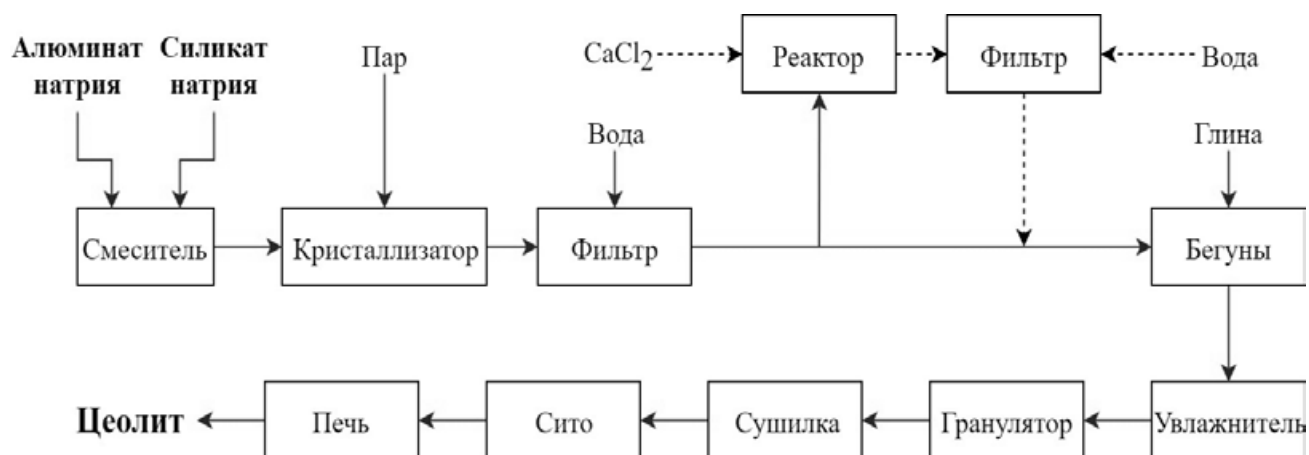 Алюминат
натрия
Силикат
натрия
Пар
CaCl2
Реактор
Фильтр
Вода
Вода
Глина
Смеситель
Кристаллизатор
Фильтр
Бегуны
Цеолит
Печь
Сито
Сушилка
Гранулятор
Увлажнитель